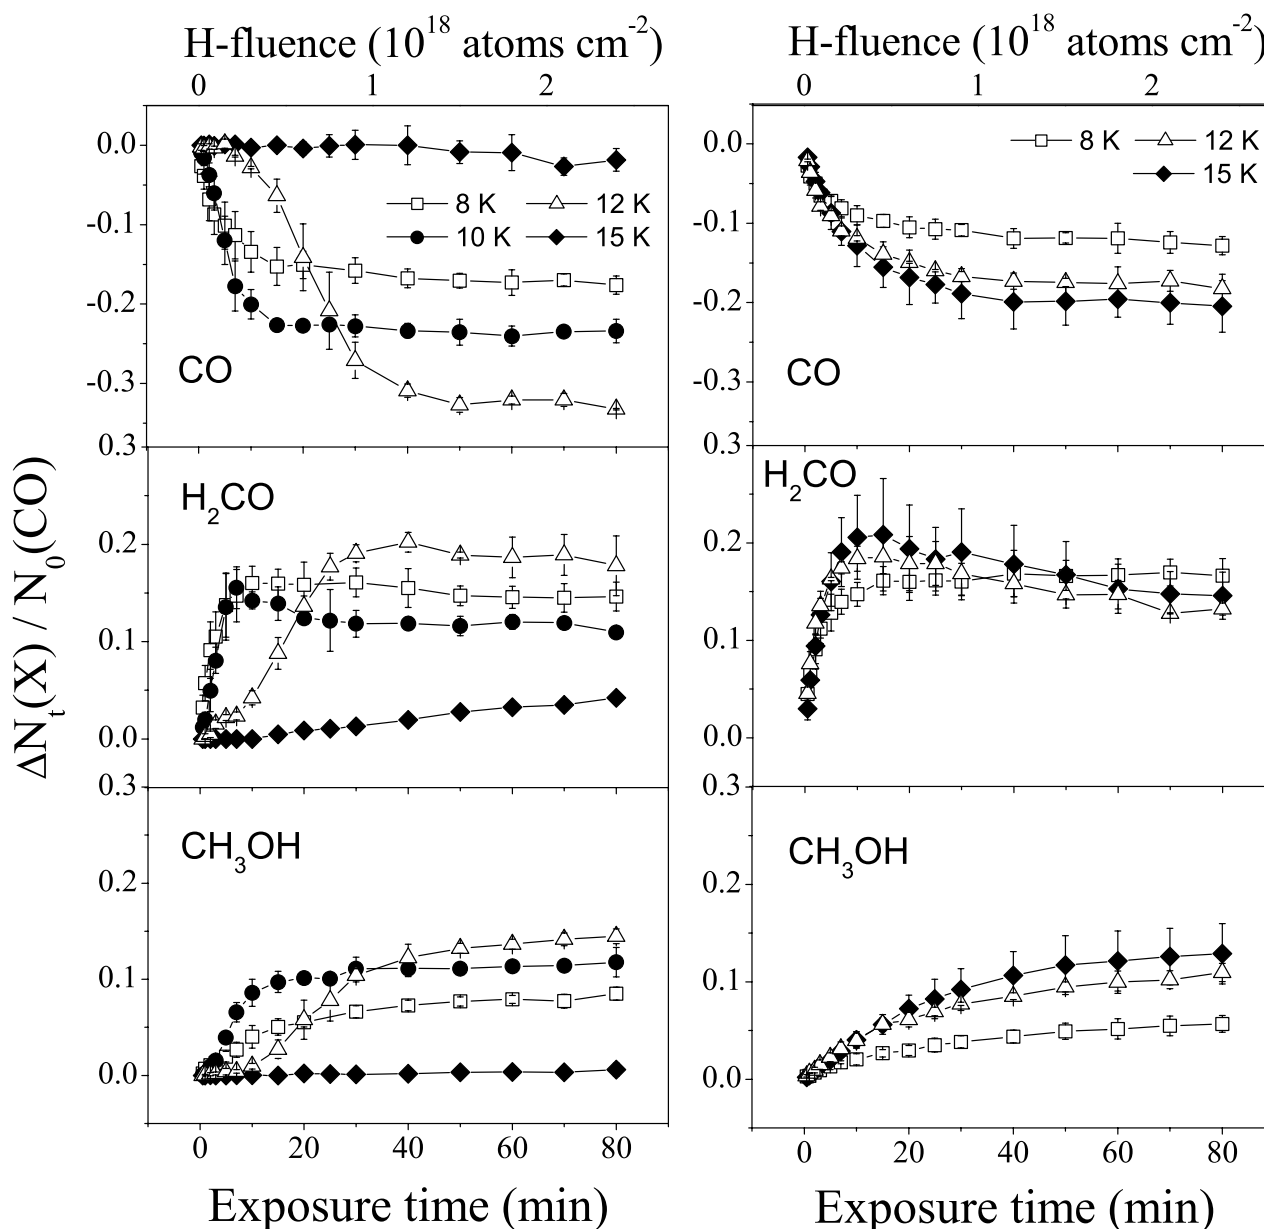 H-fluence (10^18 atoms cm^-2)
0 1 2
0.0
-0.1
-0.2
-0.3
0.3
8 K 12 K
10 K 15 K
CO
H2CO
0.2
0.1
0.0
0.3
CH3OH
0.2
0.1
0.0
0 20 40 60 80
Exposure time (min)
ΔNt(X) / N0(CO)
H-fluence (10^18 atoms cm^-2)
0 1 2
0.0
-0.1
-0.2
-0.3
0.3
8 K 12 K
15 K
CO
H2CO
0.2
0.1
0.0
0.3
CH3OH
0.2
0.1
0.0
0 20 40 60 80
Exposure time (min)